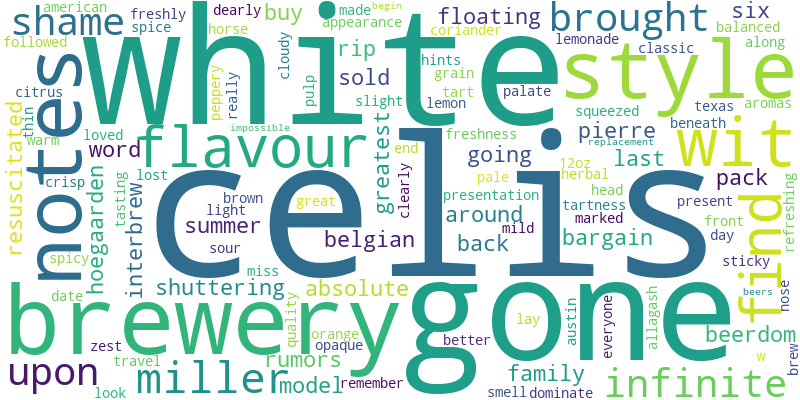 american
freshly
dearly
buy
made
begin
six
shame
white
floating
brought
spice
horse
appearance
coriander
balanced
followed
cloudy
rip
hints
lemonade
classic
along
style
notes
citrus
peppery
really
pulp
sold
grain
palate
slight
tart
lemon
squeezed
texas
aromas
thin
resuscitated
warm
loved
impossible
greatest
freshness
pierre
beneath
replacement
wit
word
flavour
end
going
12oz
last
crisp
lost
hoegaarden
tasting
celis
clearly
pale
herbal
head
pack
refreshing
interbrew
brown
great
presentation
tartness
present
find
light
summer
around
mild
marked
front
sour
belgian
back
bargain
day
spicy
miss
sticky
date
shuttering
absolute
gone
nose
beers
brewery
quality
orange
lay
austin
everyone
allagash
beerdom
zest
opaque
better
brew
rumors
travel
w
upon
miller
model
remember
family
infinite
look
smell
dominate